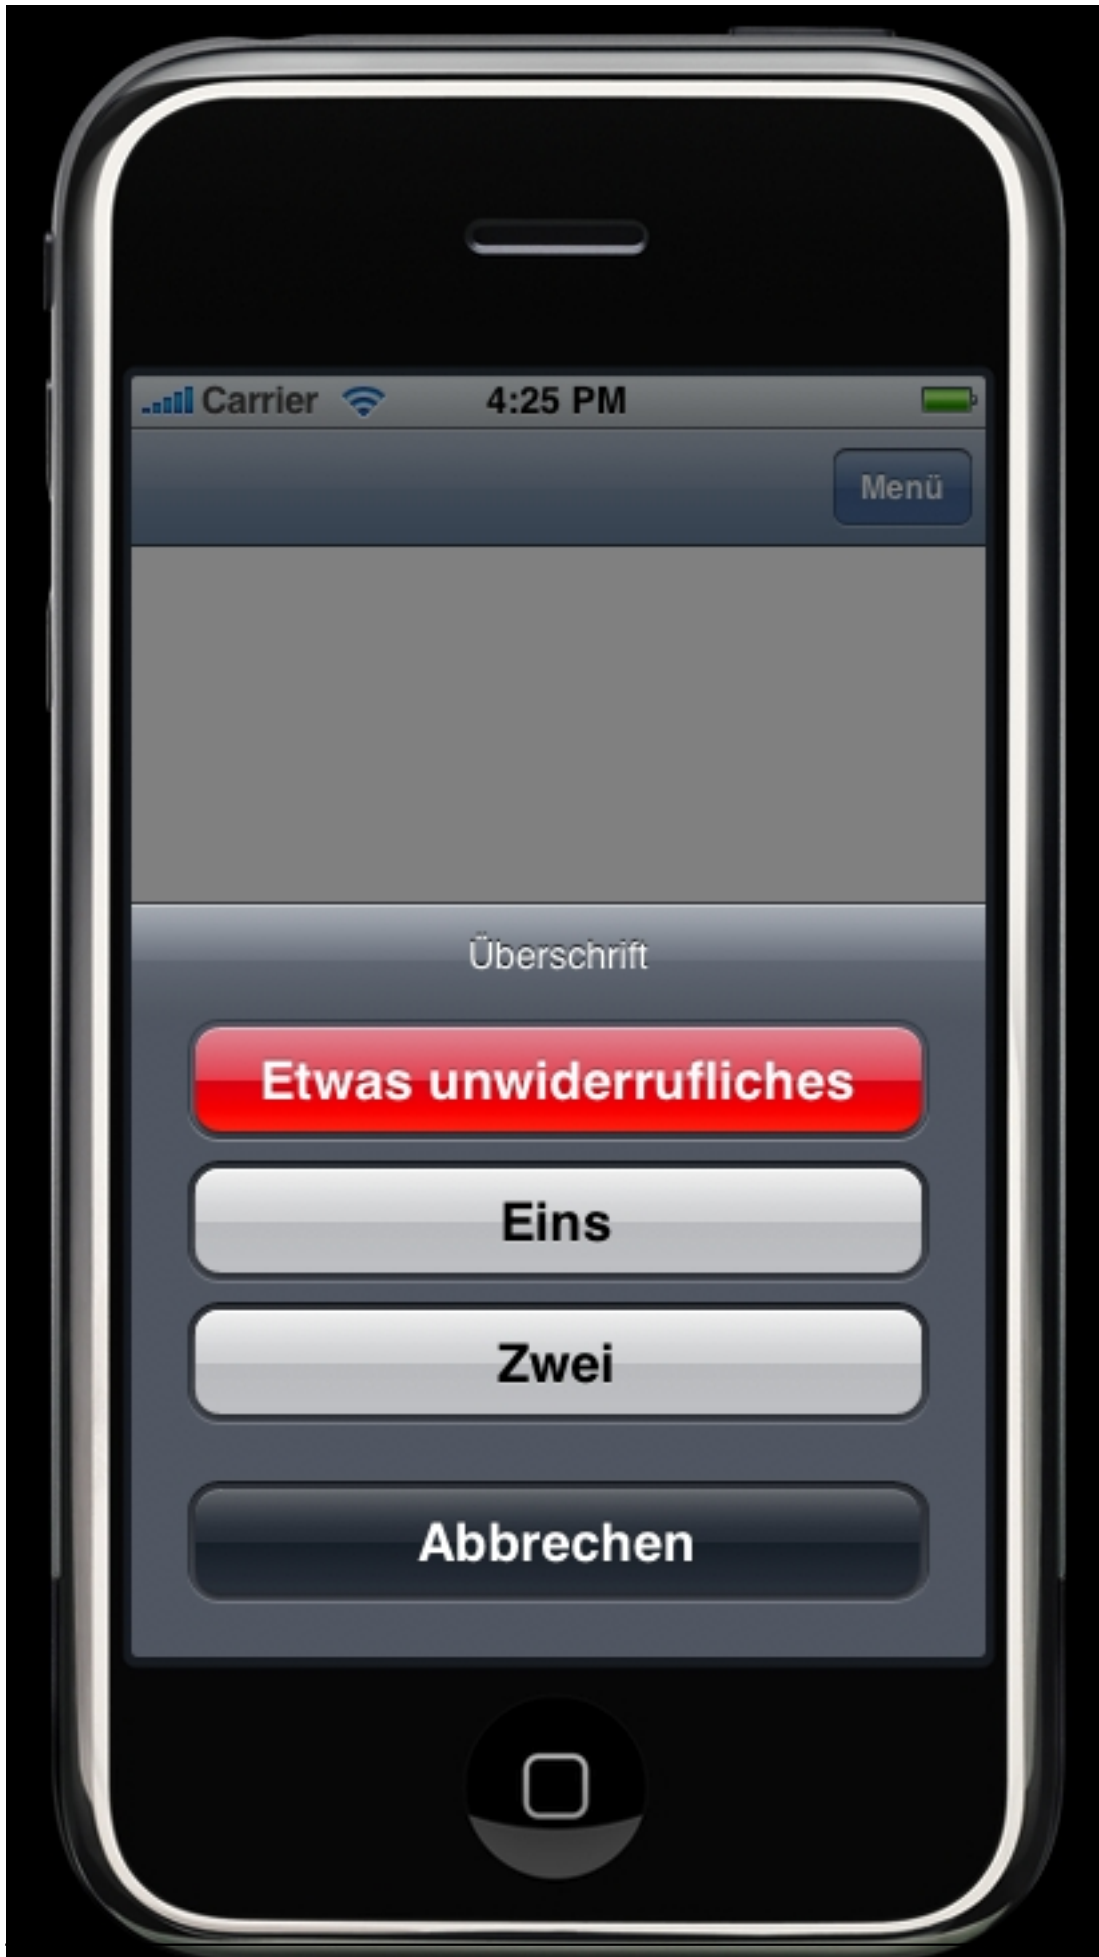 Carrier 4:25 PM
Menü
Überschrift
Etwas unwiderrufliches
Eins
Zwei
Abbrechen